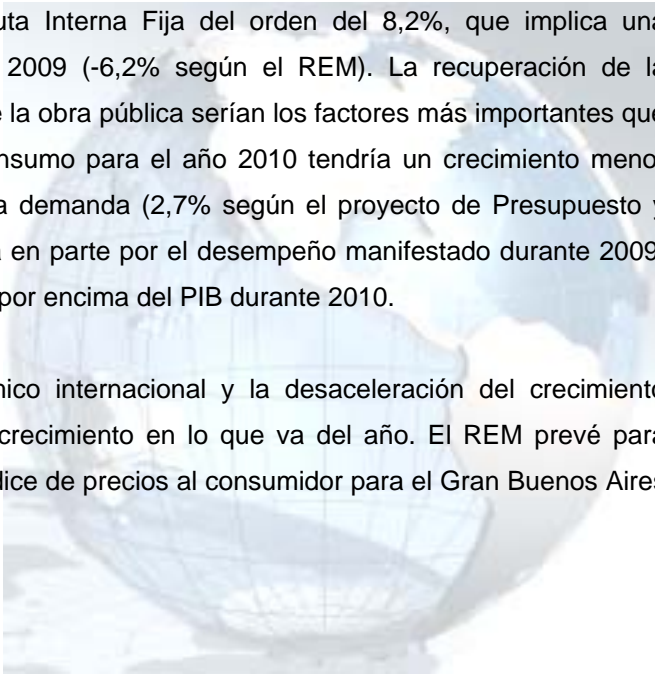 uta Interna Fija del orden del 8,2%, que implica una
2009 (-6,2% según el REM). La recuperación de l
e la obra pública serían los factores más importantes que
nsumo para el año 2010 tendría un crecimiento meno
a demanda (2,7% según el proyecto de Presupuesto y
a en parte por el desempeño manifestado durante 2009
por encima del PIB durante 2010.
nico internacional y la desaceleración del crecimiento
crecimiento en lo que va del año. El REM prevé para
dice de precios al consumidor para el Gran Buenos Aires